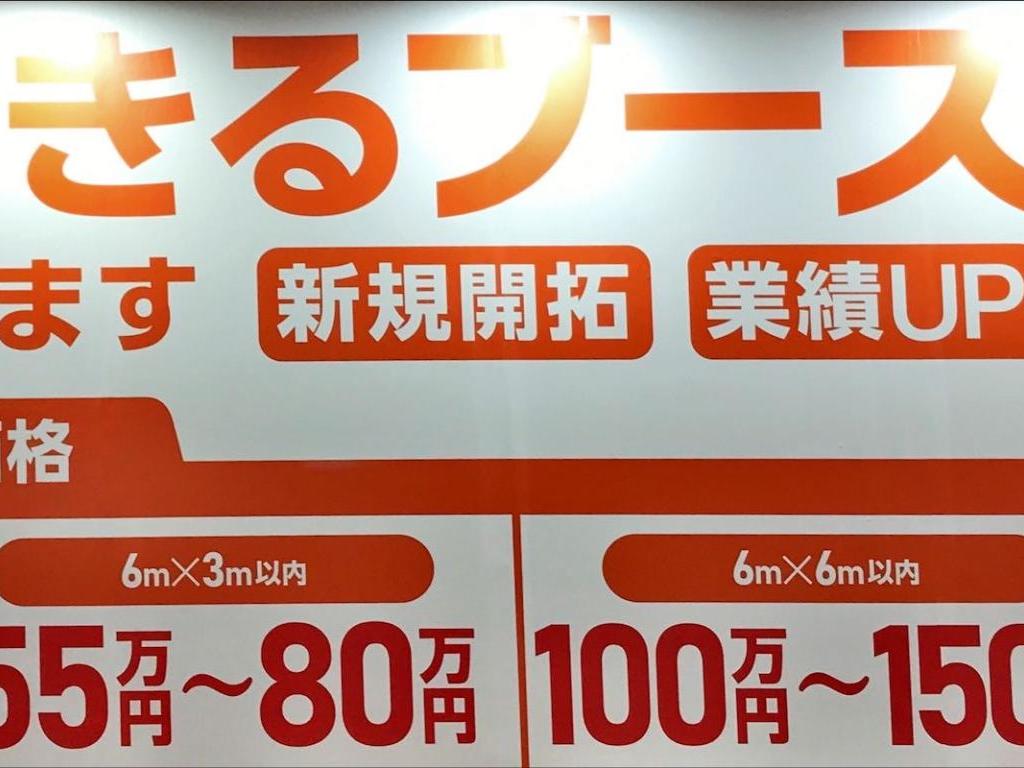 きるブース
ます 新規開拓 業績UP
格
6m×3m以内 6m×6m以内
55万円～80万円 100万円～150